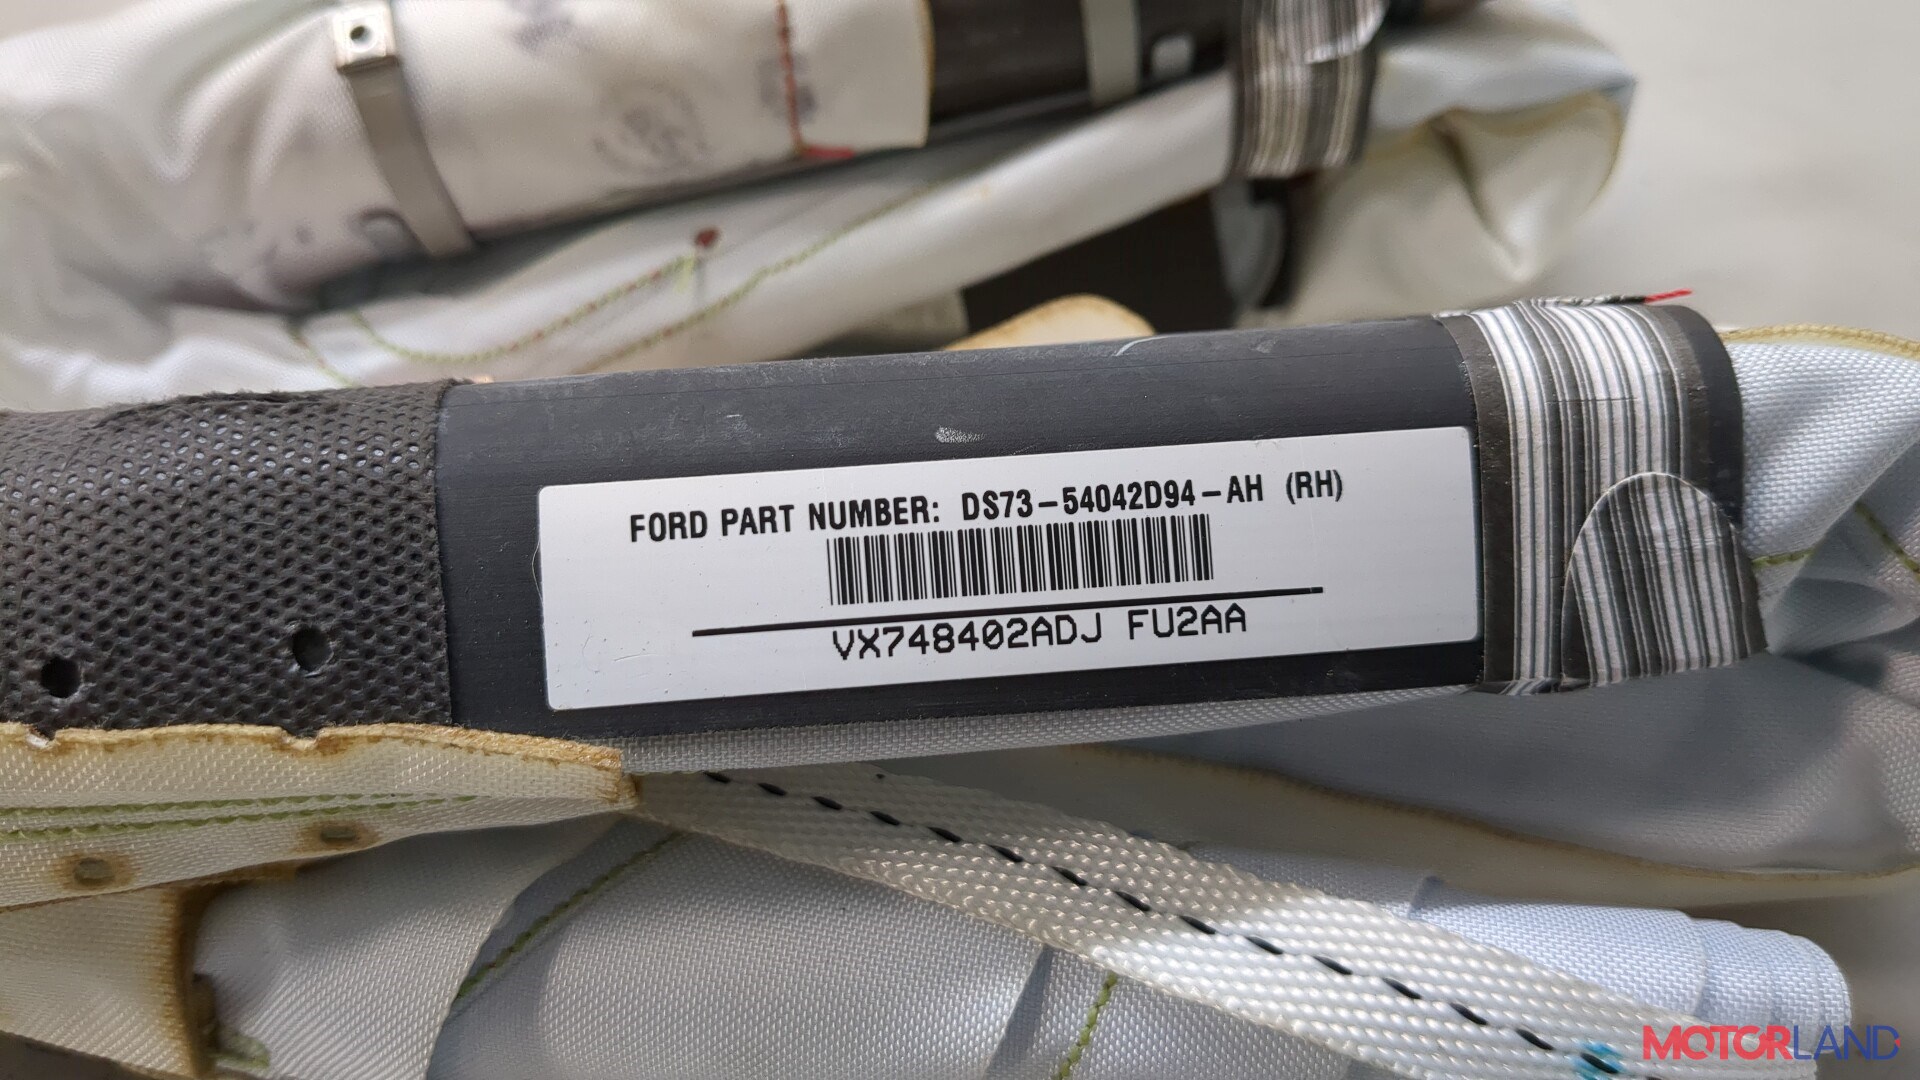 FORD PART NUMBER: DS73-54042D94-AH (RH)
VX748402ADJ FU2AA
MOTORLAND